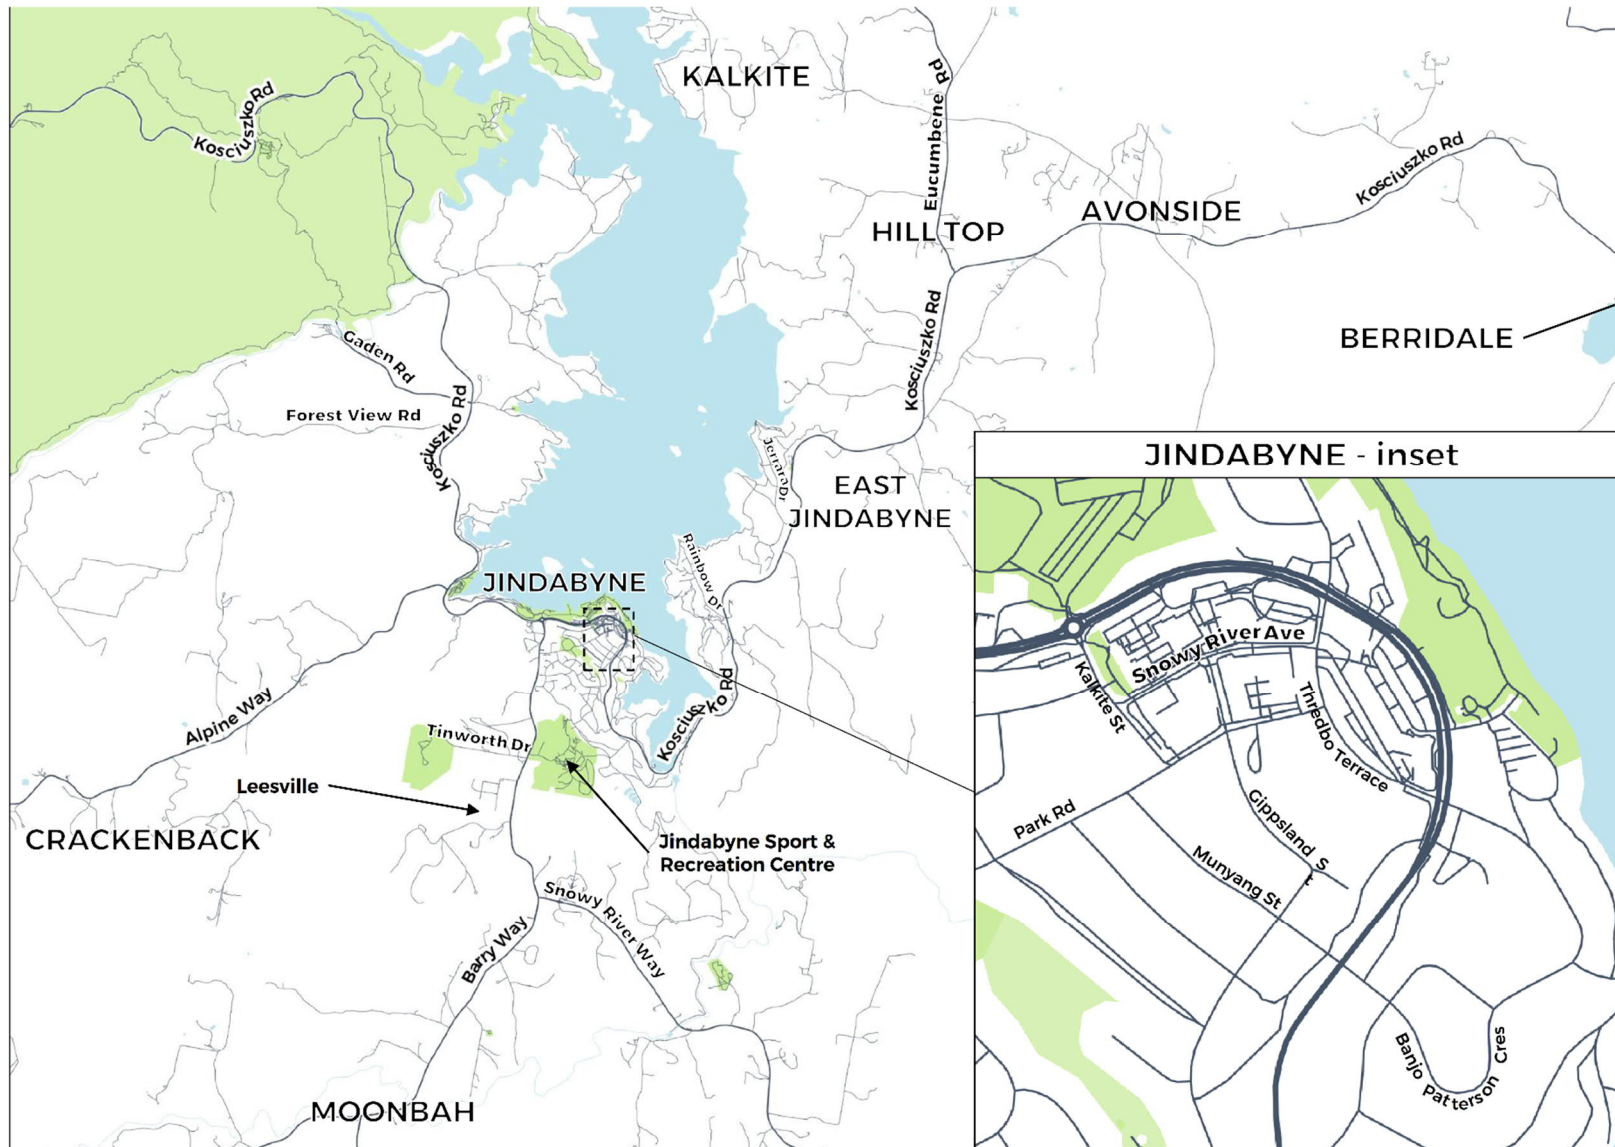 KALKITE
Kosciuszko Rd
Eucumbene Rd
Kosciuszko Rd
AVONSIDE
HILL TOP
Kosciuszko Rd
BERRIDALE
Gaden Rd
Forest View Rd
Kosciuszko Rd
Jerrara Dr
EAST
JINDABYNE
Rainbow Dr
JINDABYNE
Kosciuszko Rd
Alpine Way
Tinworth Dr
Leesville
CRACKENBACK
Jindabyne Sport &
Recreation Centre
Snowy River Way
Barry Way
MOONBAH
JINDABYNE - inset
Snowy River Ave
Kalkite St
Thredbo Terrace
Park Rd
Gippsland St
Munyang St
Banjo Patterson Cres